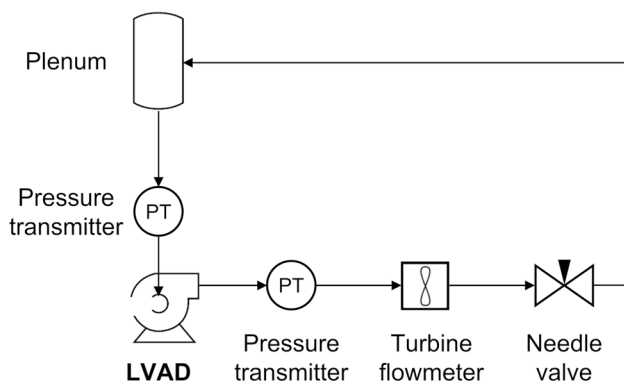 Plenum
Pressure
transmitter
PT
PT
LVAD
Pressure
transmitter
Turbine
flowmeter
Needle
valve